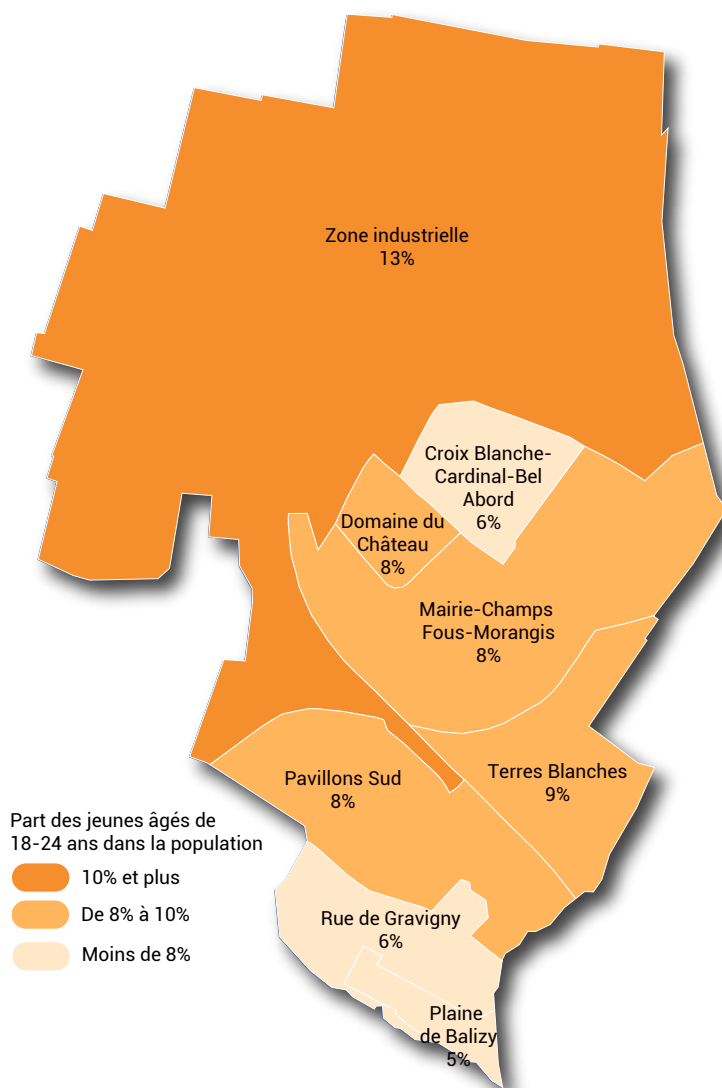 Zone industrielle
13%
Croix Blanche-
Cardinal-Bel
Abord
6%
Domaine du
Château
8%
Mairie-Champs
Fous-Morangis
8%
Pavillons Sud
8%
Terres Blanches
9%
Part des jeunes âgés de
18-24 ans dans la population
10% et plus
De 8% à 10%
Moins de 8%
Rue de Gravigny
6%
Plaine
de Balizy
5%